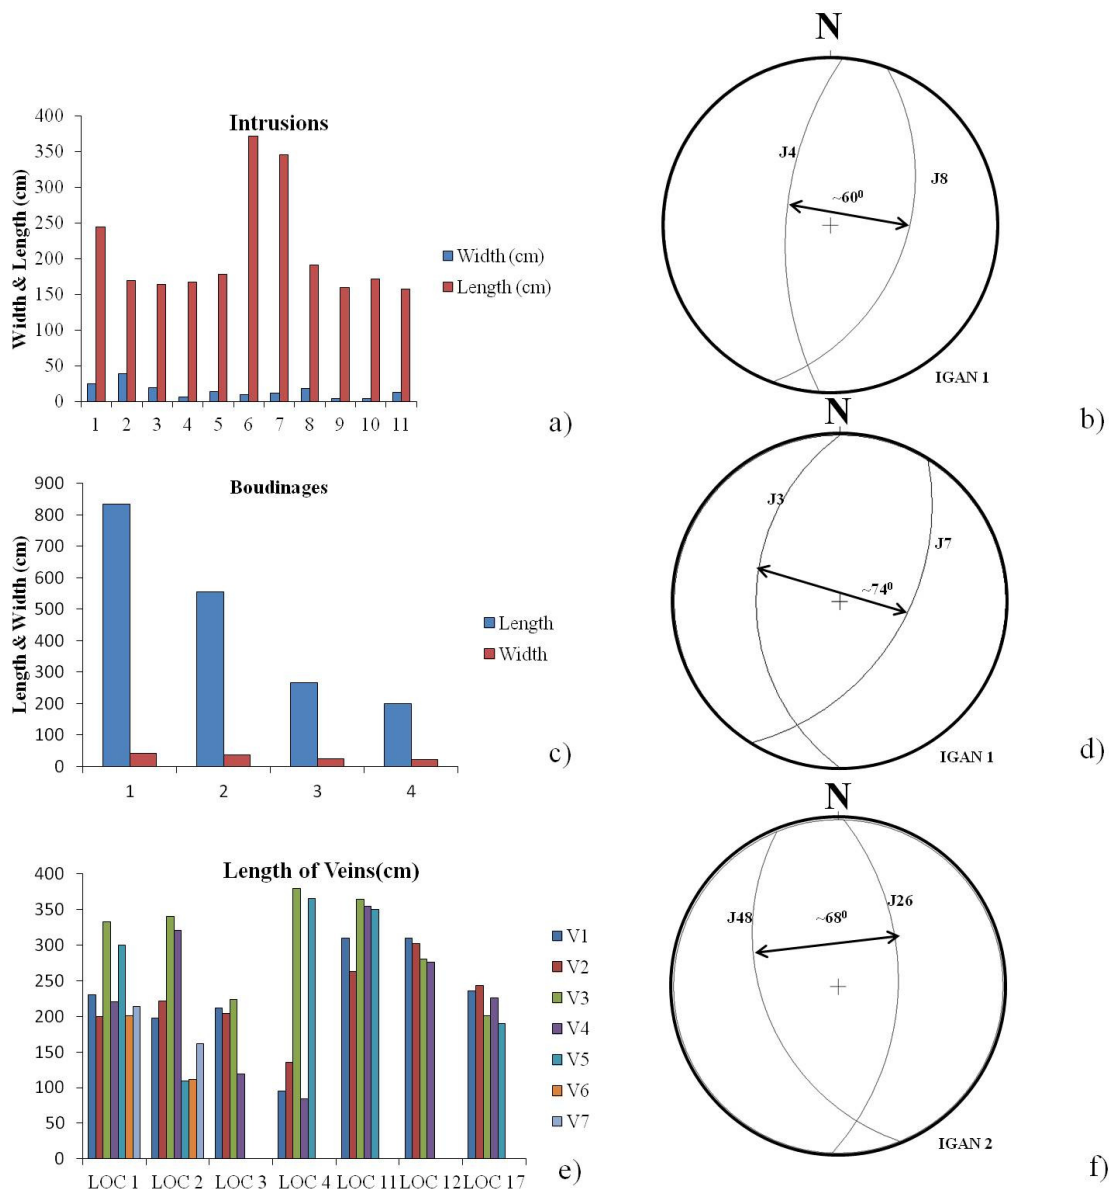 Intrusions
Width & Length (cm)
400
350
300
250
200
150
100
50
0
1 2 3 4 5 6 7 8 9 10 11
Width (cm)
Length (cm)
a)
N
J4
J8
~60⁰
IGAN 1
b)
Boudinages
Length & Width (cm)
900
800
700
600
500
400
300
200
100
0
1 2 3 4
Length
Width
c)
N
J3
J7
~74⁰
IGAN 1
d)
Length of Veins(cm)
400
350
300
250
200
150
100
50
0
LOC 1 LOC 2 LOC 3 LOC 4 LOC 11 LOC 12 LOC 17
V1
V2
V3
V4
V5
V6
V7
e)
N
J48
J26
~68⁰
IGAN 2
f)